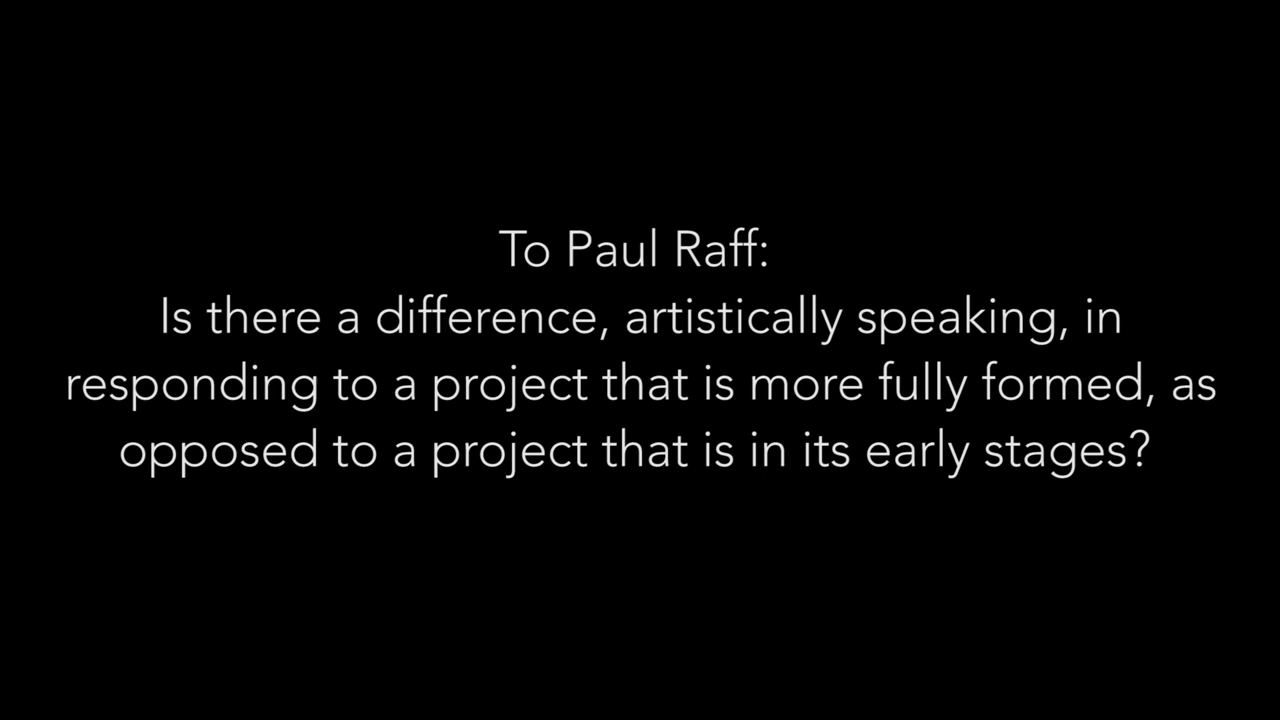 To Paul Raff:
Is there a difference, artistically speaking, in
responding to a project that is more fully formed, as
opposed to a project that is in its early stages?